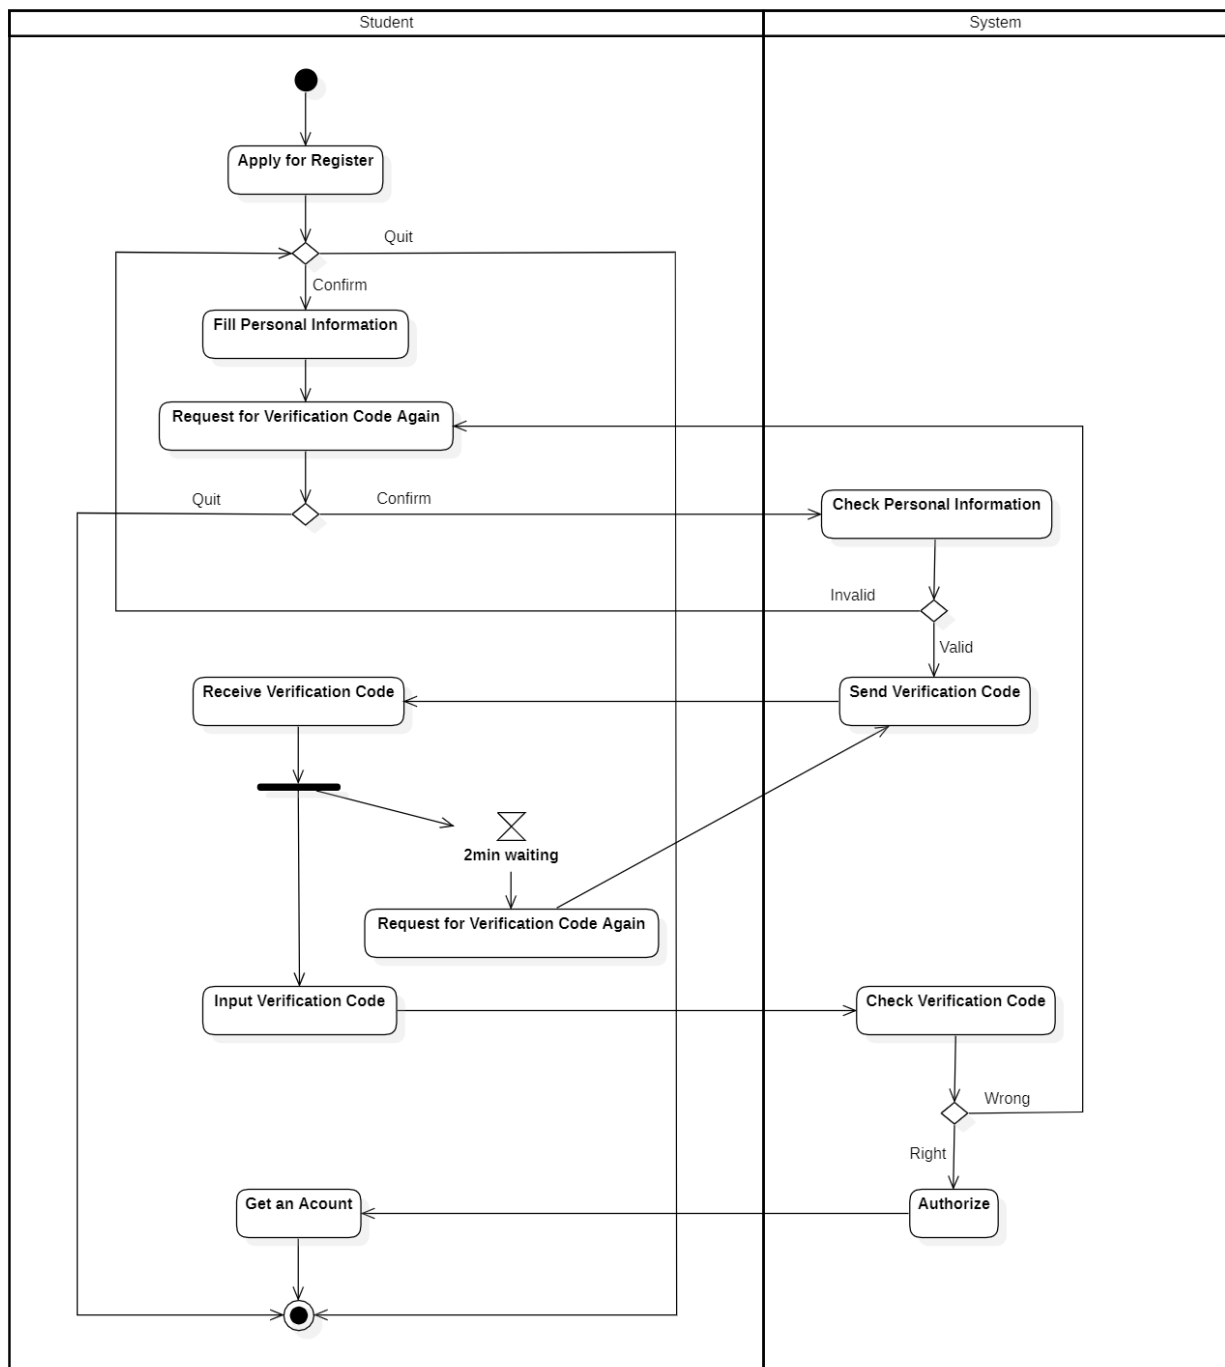 Student
System
Apply for Register
Quit
Confirm
Fill Personal Information
Request for Verification Code Again
Quit
Confirm
Check Personal Information
Invalid
Valid
Receive Verification Code
Send Verification Code
2min waiting
Request for Verification Code Again
Input Verification Code
Check Verification Code
Wrong
Right
Get an Acount
Authorize